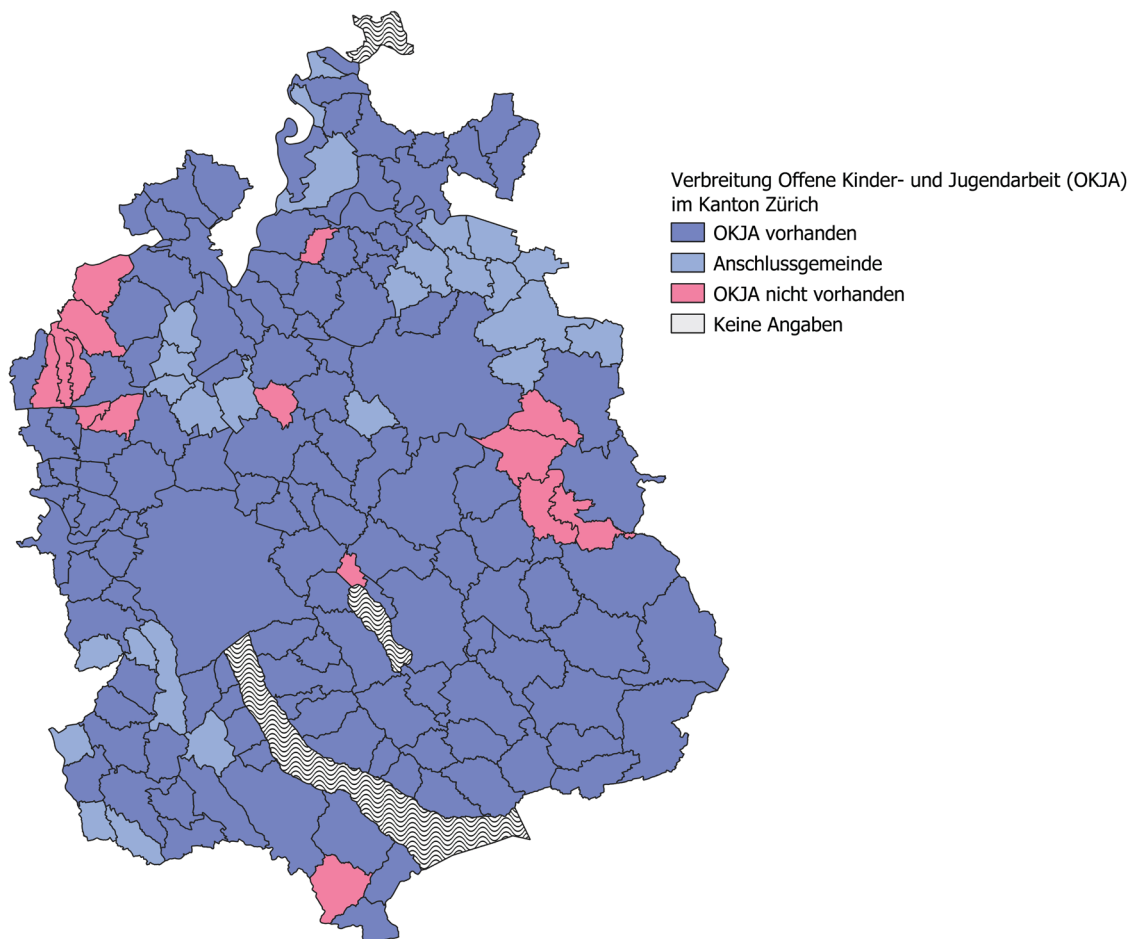 Verbreitung Offene Kinder- und Jugendarbeit (OKJA)
im Kanton Zürich
OKJA vorhanden
Anschlussgemeinde
OKJA nicht vorhanden
Keine Angaben